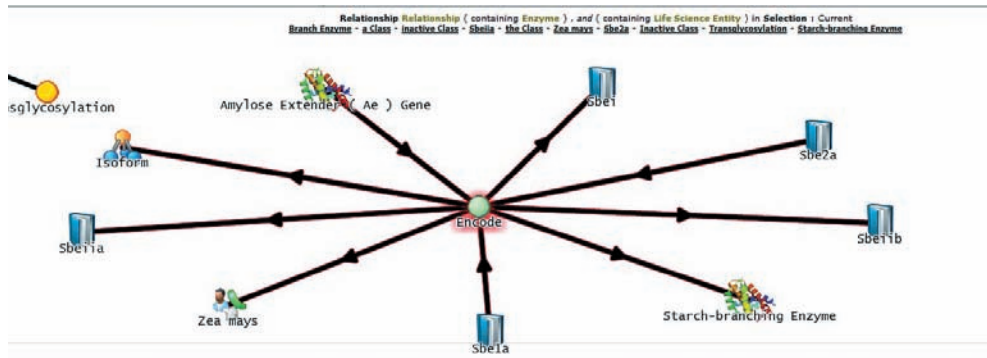 Relationship Relationship ( containing Enzyme ) , and ( containing Life Science Entity ) in Selection : Current
Branch Enzyme - a Class - inactive Class - Sbeiia - the Class - Zea mays - Sbe2a - Inactive Class - Transglycosylation - Starch-branching Enzyme
sglycosylation
Amylose Extender ( Ae ) Gene
Sbei
Isoform
Sbe2a
Encode
Sbeiia
Sbeiib
Zea mays
Starch-branching Enzyme
Sbe1a